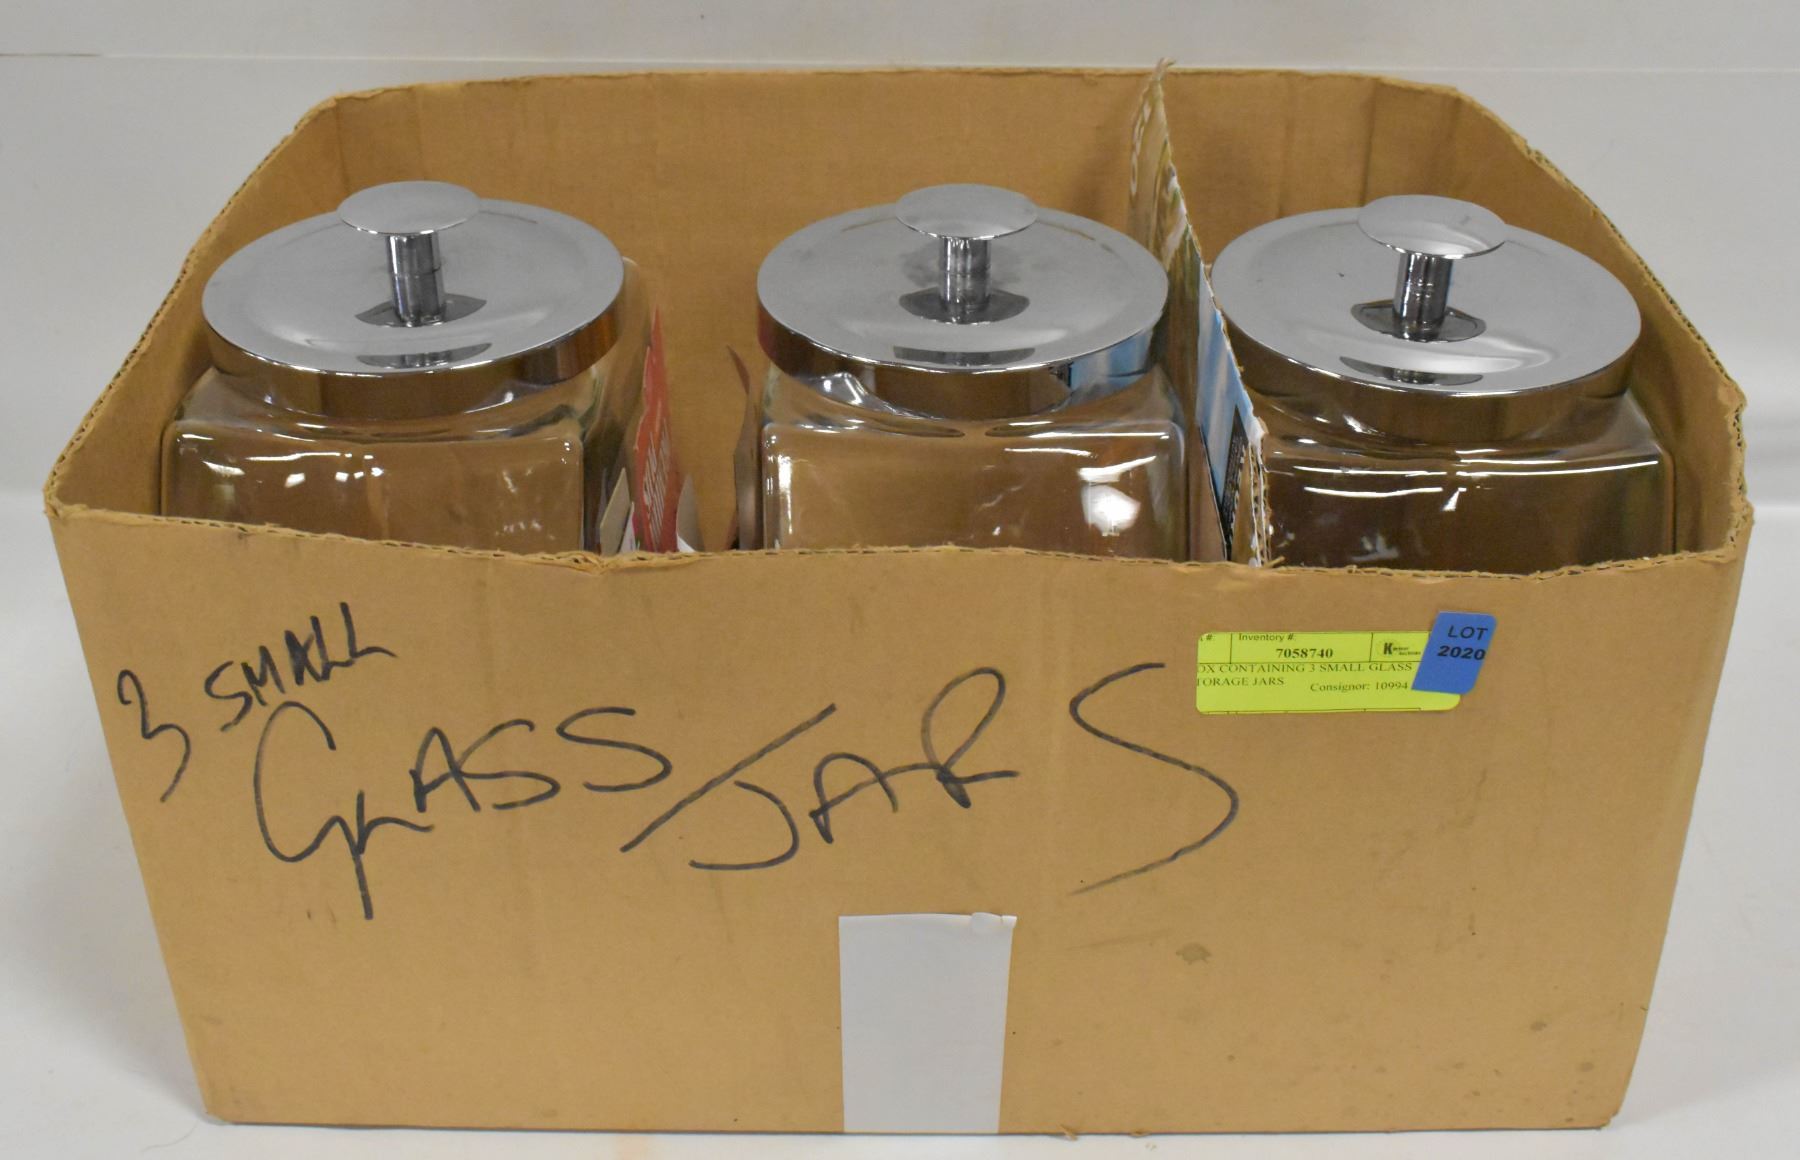 3 SMALL
GLASS/JARS
#: Inventory #:
7058740
OX CONTAINING 3 SMALL GLASS
TORAGE JARS
Consignor: 10994
LOT
2020